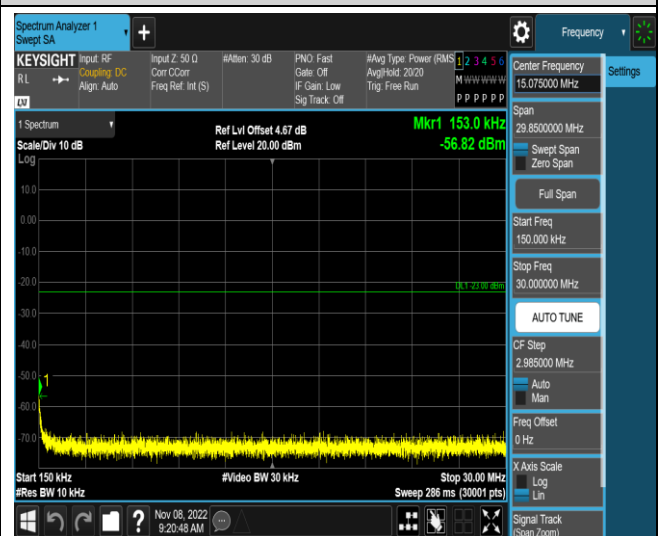 Spectrum Analyzer 1
Swept SA
Frequency
KEYSIGHT
RL
LXI
Input: RF
Coupling: DC
Align: Auto
Input Z: 50 Ω
Corr CCorr
Freq Ref: Int (S)
#Atten: 30 dB
PNO: Fast
Gate: Off
IF Gain: Low
Sig Track: Off
#Avg Type: Power (RMS
Avg|Hold: 20/20
Trig: Free Run
1 2 3 4 5 6
M W W W W W
P P P P P P
1 Spectrum
Scale/Div 10 dB
Ref Lvl Offset 4.67 dB
Ref Level 20.00 dBm
Mkr1 153.0 kHz
-56.82 dBm
Log
10.0
0.00
-10.0
-20.0
DL1 -23.00 dBm
-30.0
-40.0
-50.0
1
-60.0
-70.0
Start 150 kHz
#Res BW 10 kHz
#Video BW 30 kHz
Stop 30.00 MHz
Sweep 286 ms (30001 pts)
?
Nov 08, 2022
9:20:48 AM
Center Frequency
15.075000 MHz
Span
29.8500000 MHz
Swept Span
Zero Span
Full Span
Start Freq
150.000 kHz
Stop Freq
30.000000 MHz
AUTO TUNE
CF Step
2.985000 MHz
Auto
Man
Freq Offset
0 Hz
X Axis Scale
Log
Lin
Signal Track
(Span Zoom)
Settings